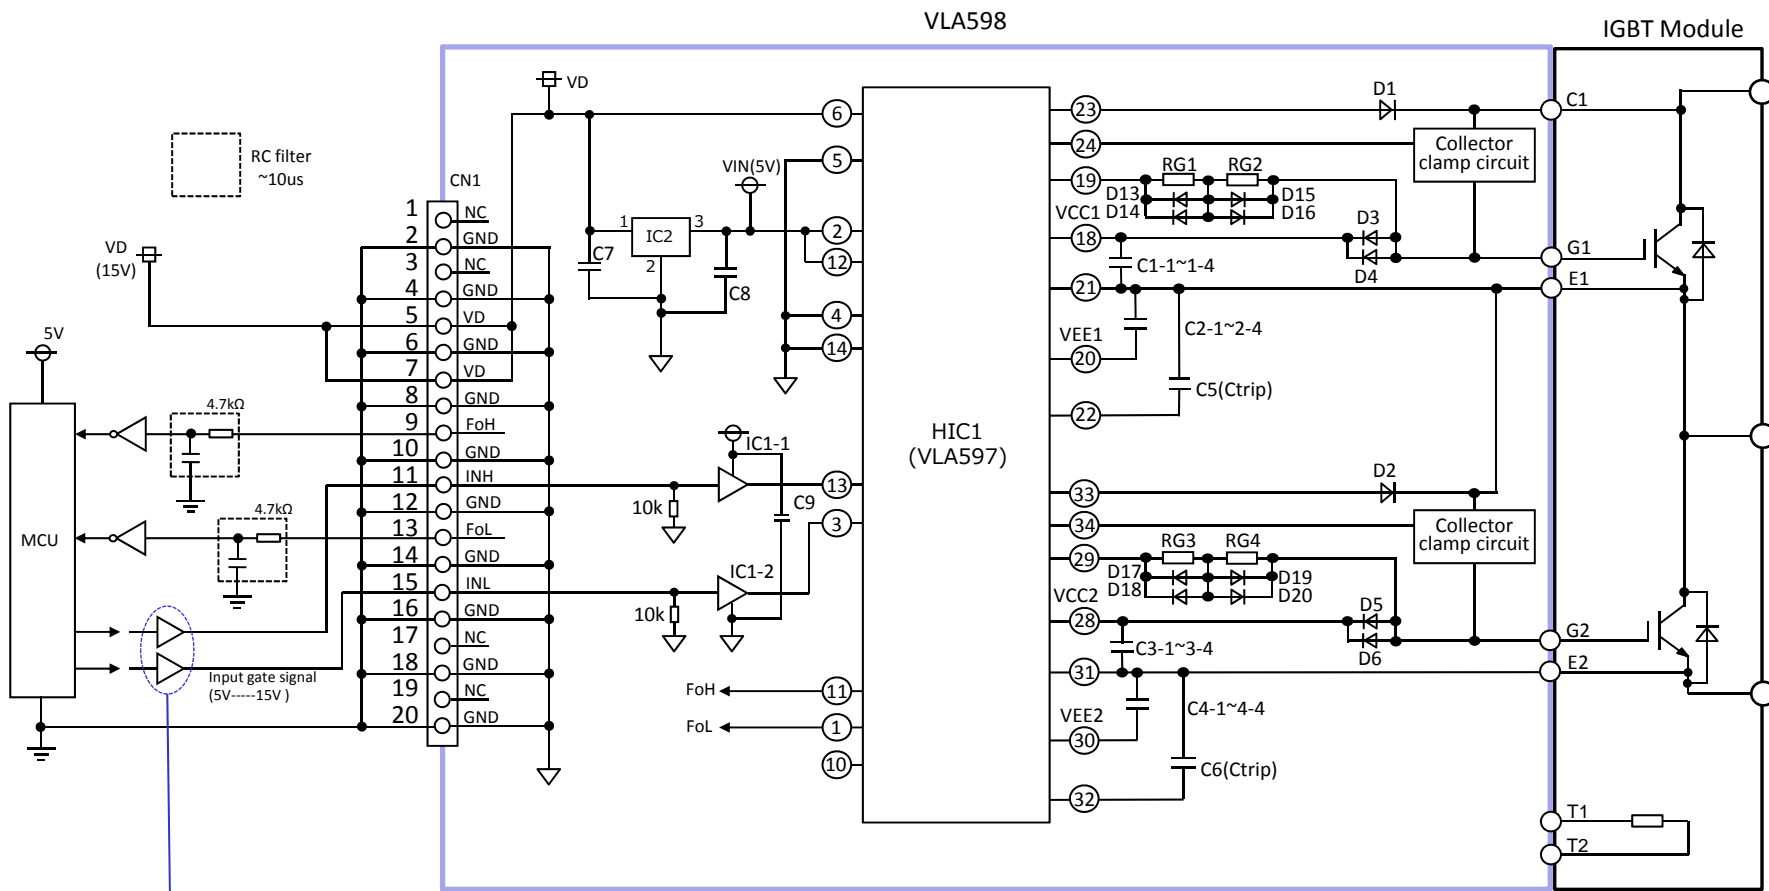 VLA598
IGBT Module
VD
6
23
D1
C1
RC filter
~10us
CN1
VIN(5V)
5
24
Collector
clamp circuit
19
RG1
RG2
D13
D14
D15
D16
1
NC
2
GND
3
NC
4
GND
5
VD
6
GND
7
VD
8
GND
9
FoH
10
GND
11
INH
12
GND
13
FoL
14
GND
15
INL
16
GND
17
NC
18
GND
19
NC
20
GND
VD
(15V)
5V
MCU
4.7kΩ
4.7kΩ
Input gate signal
(5V-----15V )
1
IC2
3
2
C7
C8
2
12
4
14
IC1-1
10k
C9
13
3
IC1-2
10k
FoH
11
FoL
1
10
HIC1
(VLA597)
VCC1
18
D3
D4
G1
C1-1~1-4
21
E1
VEE1
20
C2-1~2-4
C5(Ctrip)
22
33
D2
34
Collector
clamp circuit
29
RG3
RG4
D17
D18
D19
D20
VCC2
28
D5
D6
G2
C3-1~3-4
31
E2
VEE2
30
C4-1~4-4
C6(Ctrip)
32
T1
T2